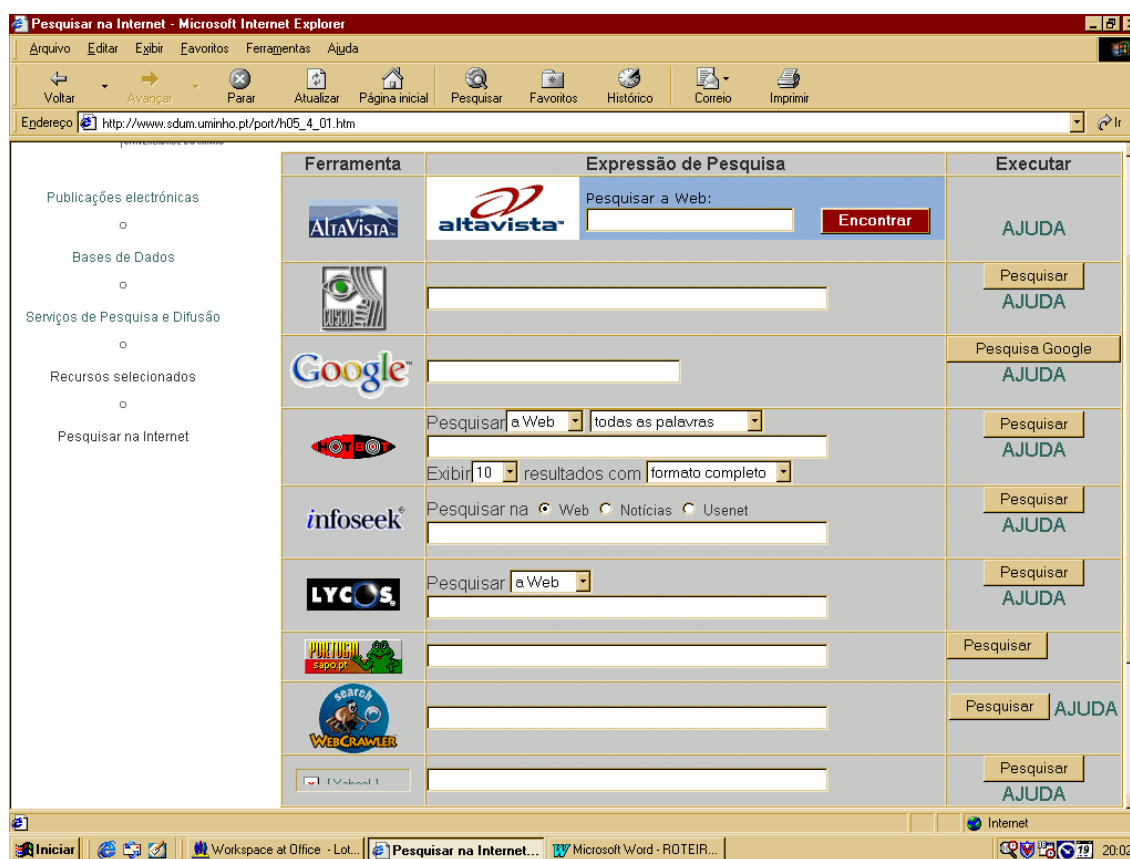 Pesquisar na Internet - Microsoft Internet Explorer
Arquivo Editar Exibir Favoritos Ferramentas Ajuda
Voltar Avançar Parar Atualizar Página inicial Pesquisar Favoritos Histórico Correio Imprimir
Endereço http://www.sdum.uminho.pt/port/h05_4_01.htm Ir
Publicações electrónicas
Bases de Dados
Serviços de Pesquisa e Difusão
Recursos selecionados
Pesquisar na Internet
Ferramenta Expressão de Pesquisa Executar
ALTAVISTA altavista Pesquisar a Web: Encontrar AJUDA
CUSCO Pesquisar
AJUDA
Google Pesquisa Google
AJUDA
HOTBOT Pesquisar a Web todas as palavras Pesquisar
Exibir 10 resultados com formato completo AJUDA
infoseek Pesquisar na Web Notícias Usenet Pesquisar
AJUDA
LYCOS Pesquisar a Web Pesquisar
AJUDA
PORTUGAL
sapo.pt Pesquisar
search
WEBCRAWLER Pesquisar AJUDA
[Yahoo!] Pesquisar
AJUDA
Internet
Iniciar Workspace at Office - Lot... Pesquisar na Internet... Microsoft Word - ROTEIR... 19 20:02